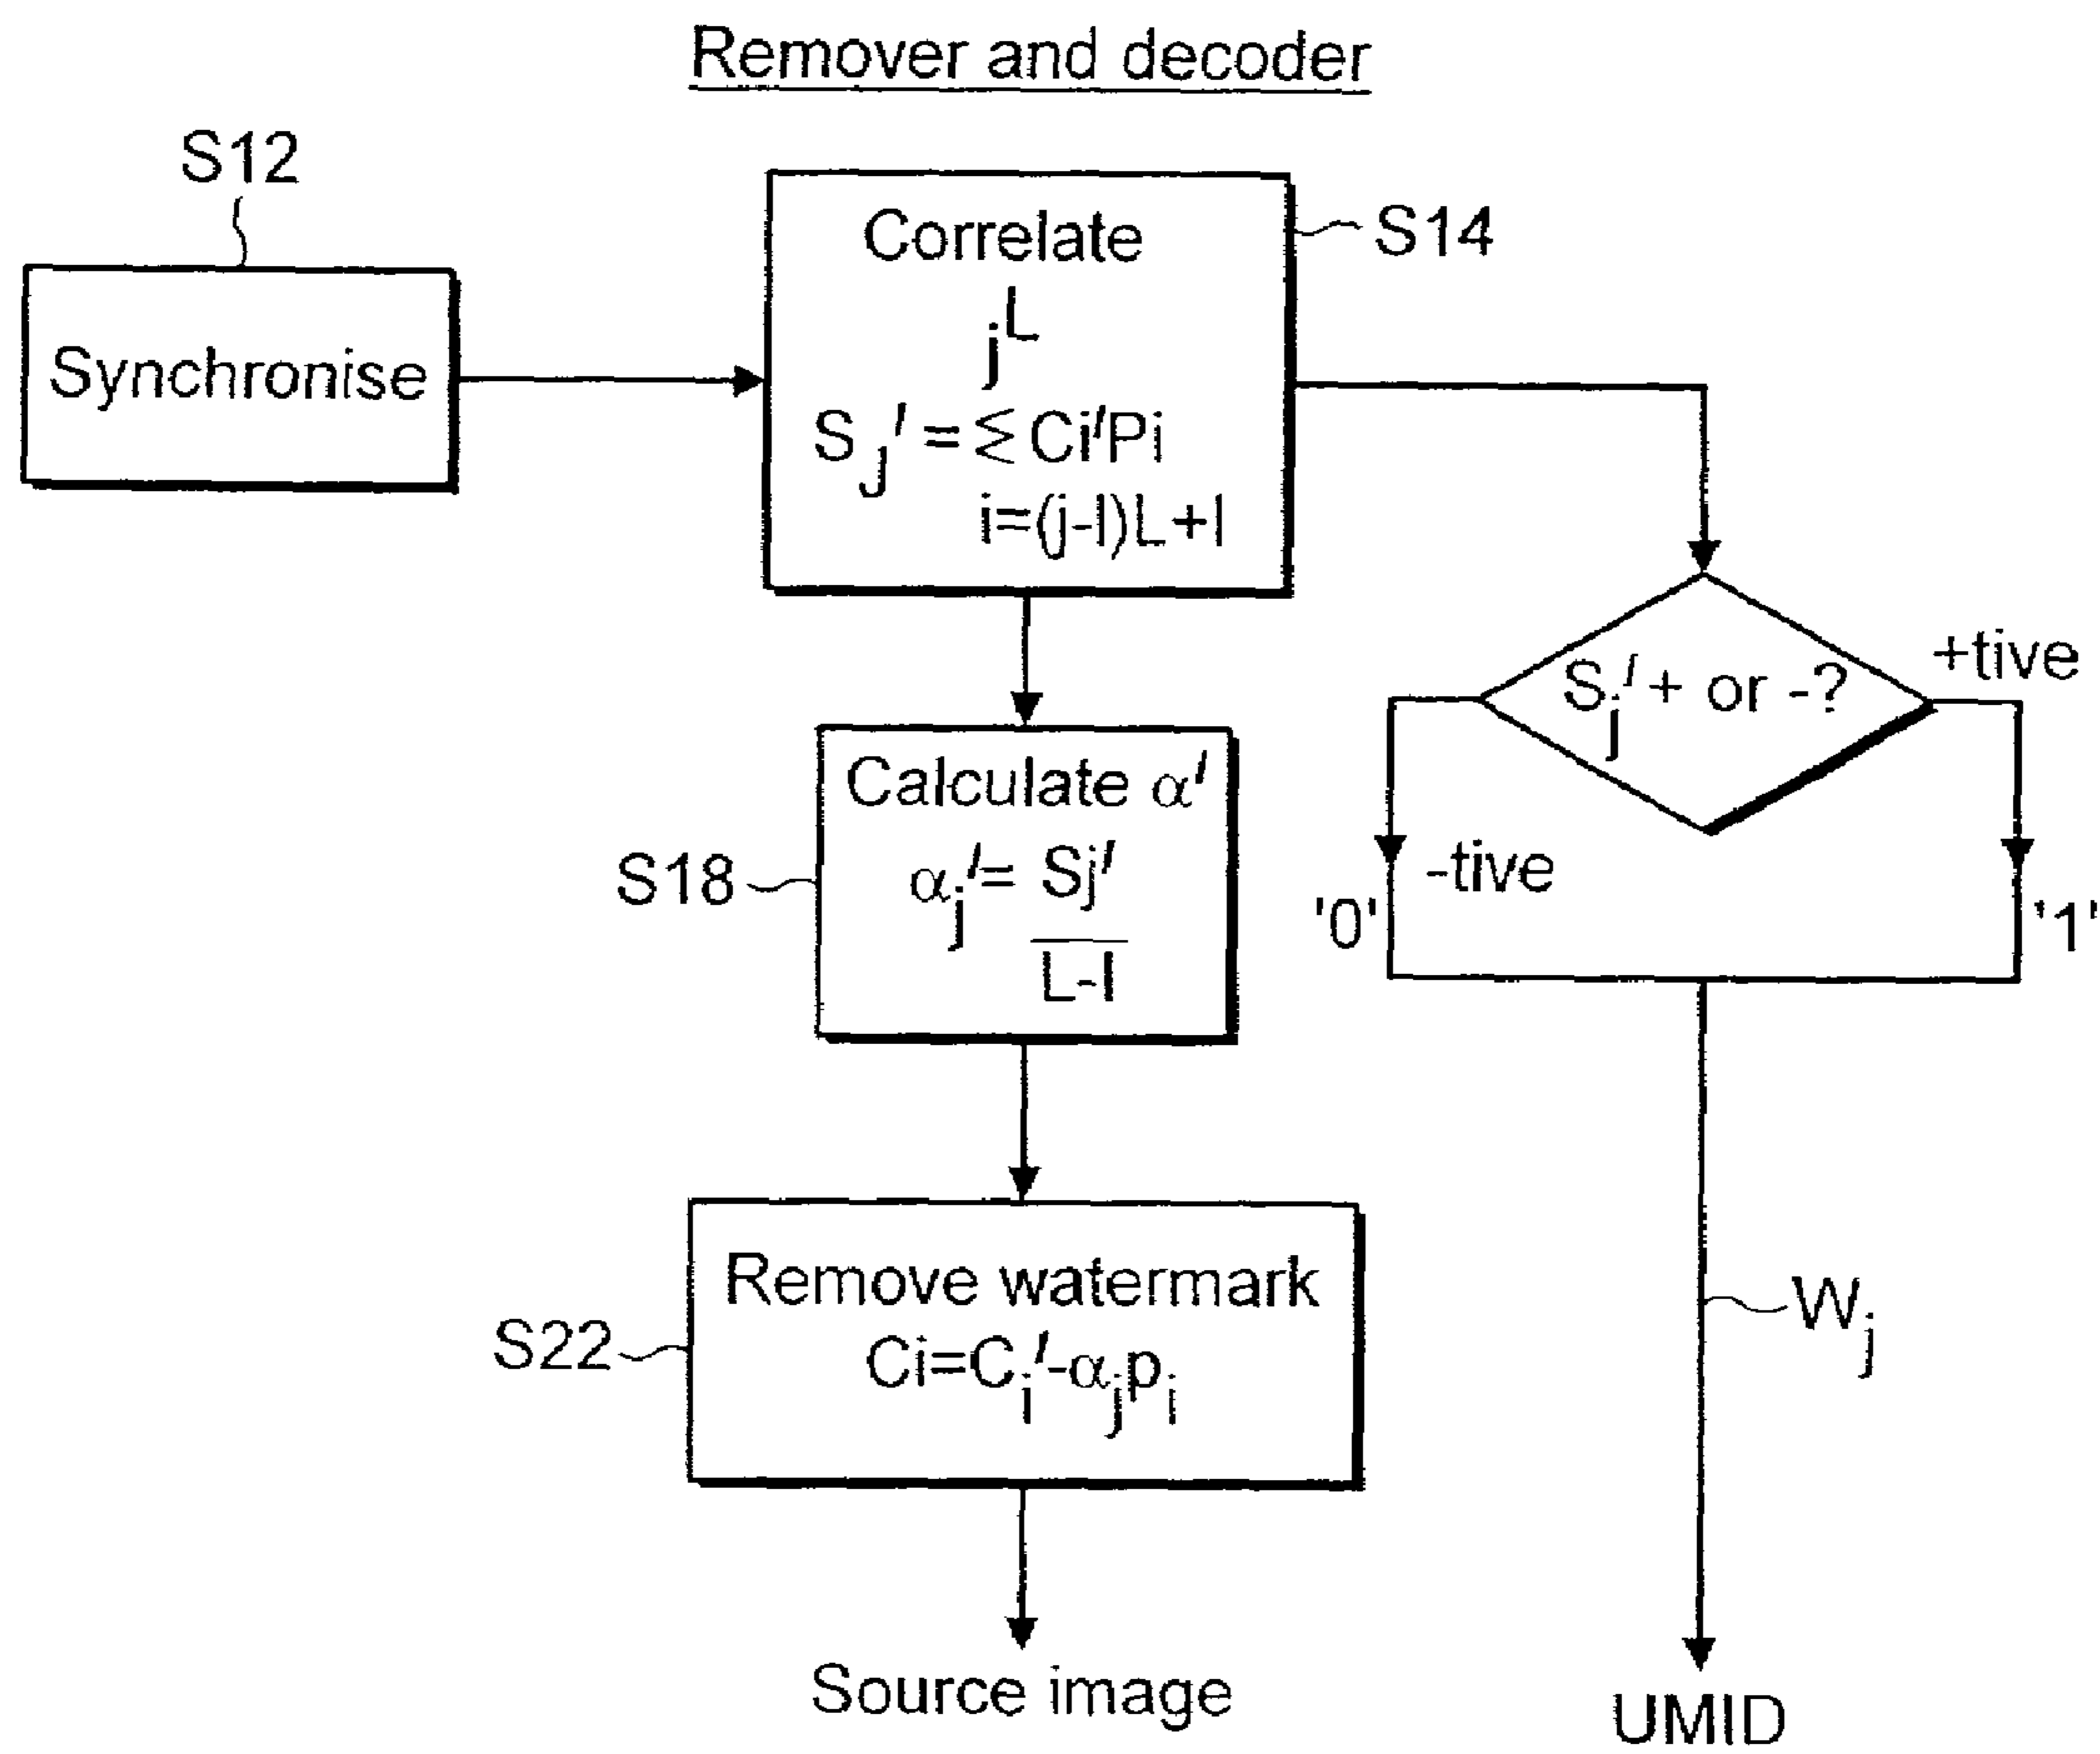 Remover and decoder
S12
Synchronise
Correlate
jL
Sj' = Σ Ci'Pi
i=(j-I)L+I
S14
Sj' + or -?
+tive
-tive
'0'
'1'
Calculate α'
αj' = Sj'
L-I
S18
Remove watermark
Ci=Ci'-αjpi
S22
Wj
Source image
UMID